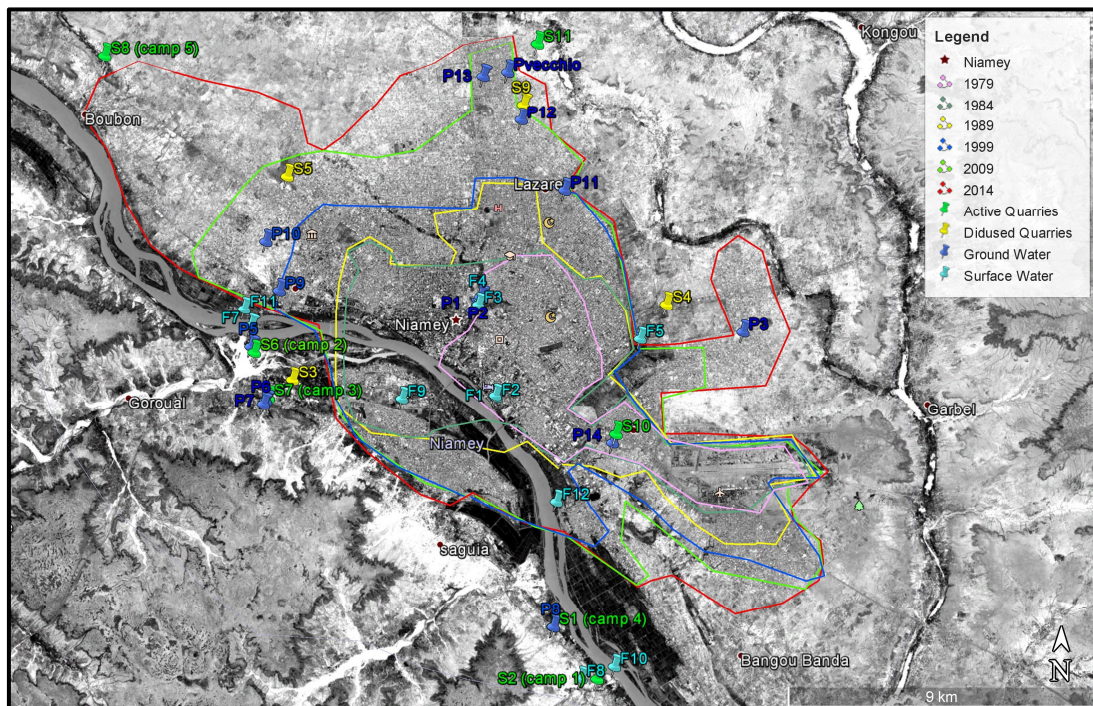 S8 (camp 5)
S11
Kongou
P13
Pvecchio
S9
P12
Boubon
S5
Lazare
P11
H
P10
P9
F4
F3
P1
P2
F11
F7
P5
Niamey
S4
F5
P3
S6 (camp 2)
S3
S7 (camp 3)
P6
P7
Goroual
F9
F1
F2
Garbel
S10
P14
Niamey
F12
saguia
P8
S1 (camp 4)
F10
F8
S2 (camp 1)
Bangou Banda
N
9 km
Legend
Niamey
1979
1984
1989
1999
2009
2014
Active Quarries
Didused Quarries
Ground Water
Surface Water